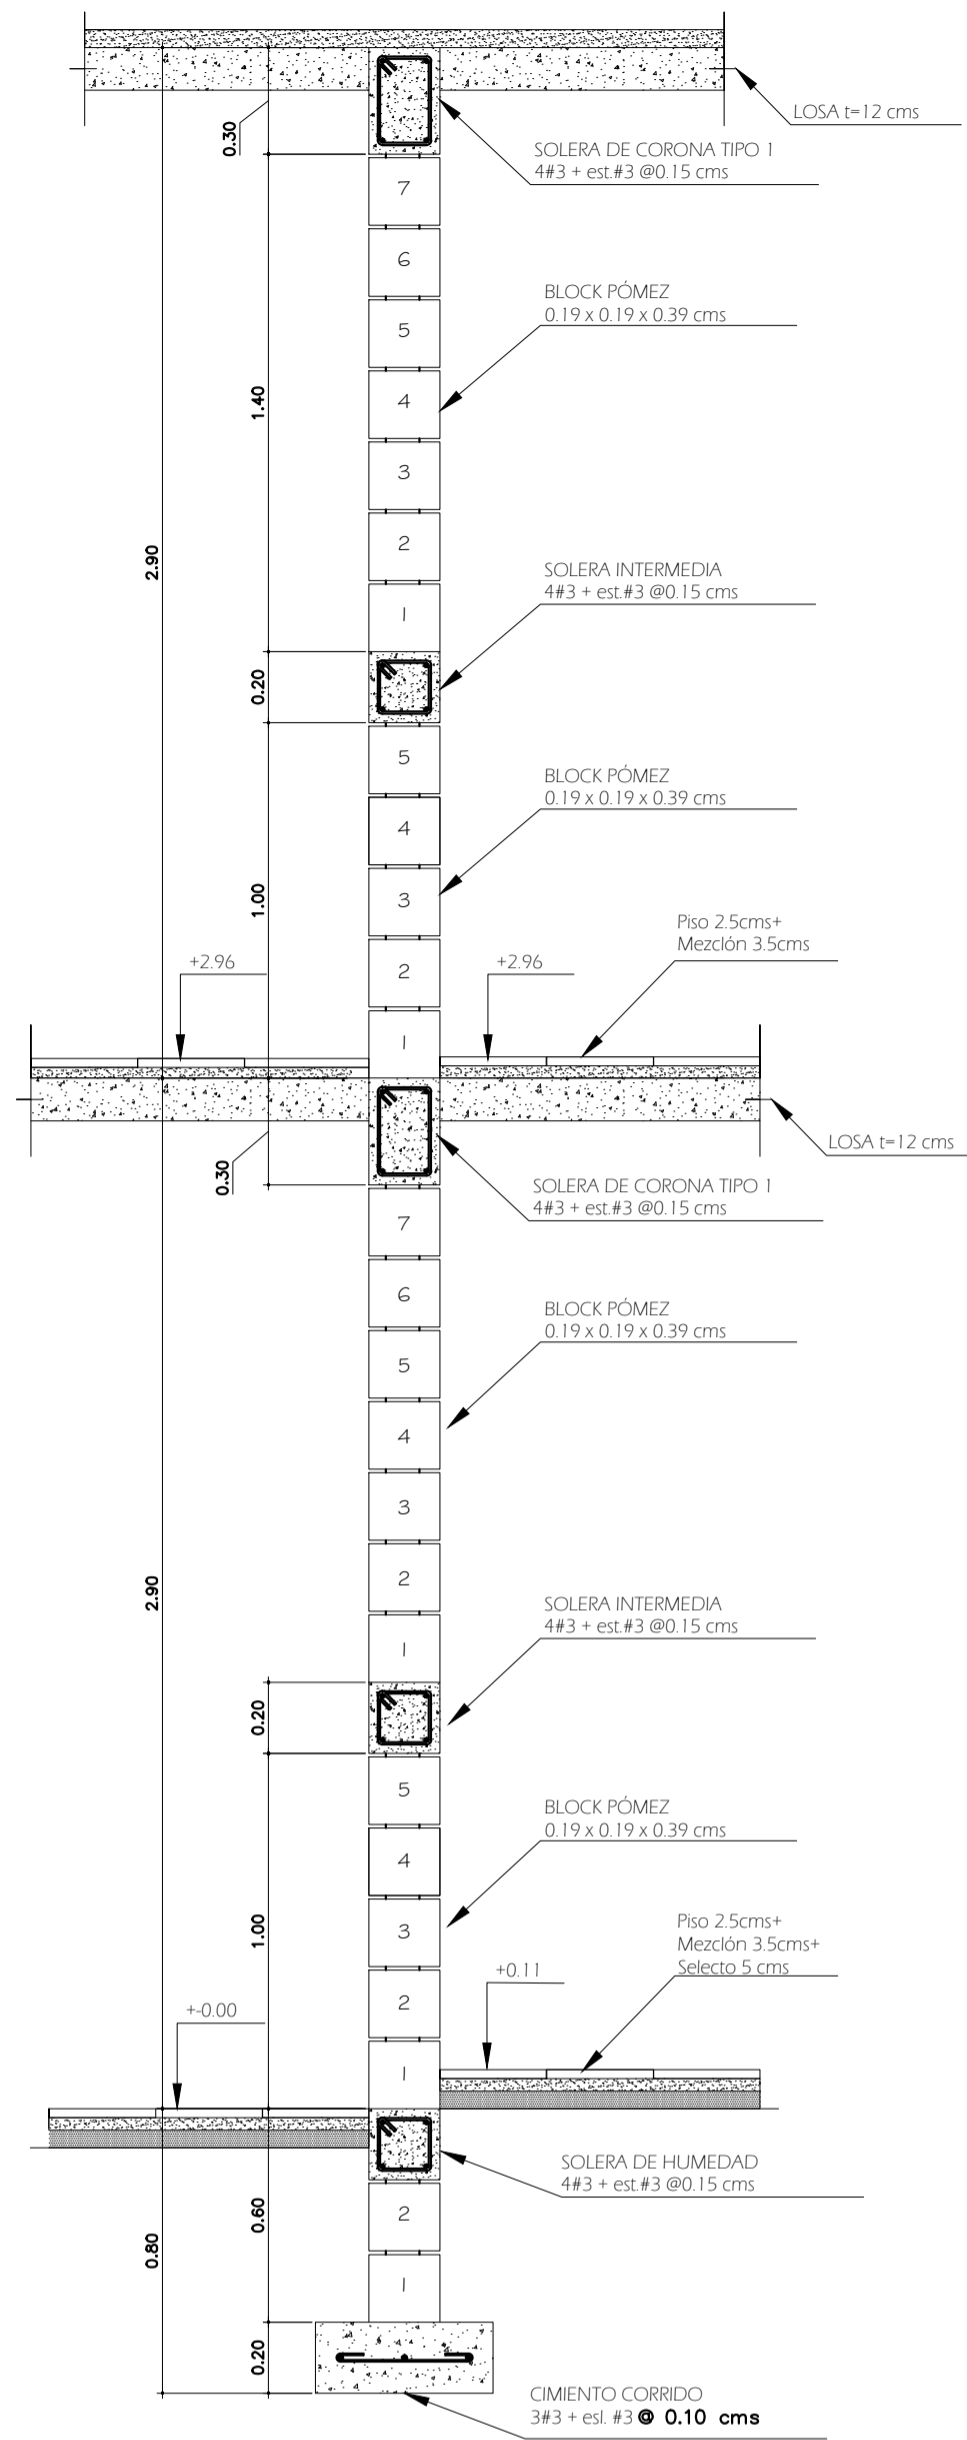 LOSA t=12 cms
0.30
SOLERA DE CORONA TIPO 1
4#3 + est.#3 @0.15 cms
7
6
BLOCK PÓMEZ
0.19 x 0.19 x 0.39 cms
5
4
1.40
3
2
2.90
SOLERA INTERMEDIA
4#3 + est.#3 @0.15 cms
1
0.20
5
BLOCK PÓMEZ
0.19 x 0.19 x 0.39 cms
4
3
1.00
Piso 2.5cms+
Mezclón 3.5cms
+2.96
+2.96
2
1
LOSA t=12 cms
0.30
SOLERA DE CORONA TIPO 1
4#3 + est.#3 @0.15 cms
7
6
BLOCK PÓMEZ
0.19 x 0.19 x 0.39 cms
5
4
3
2
2.90
SOLERA INTERMEDIA
4#3 + est.#3 @0.15 cms
1
0.20
5
BLOCK PÓMEZ
0.19 x 0.19 x 0.39 cms
4
3
1.00
Piso 2.5cms+
Mezclón 3.5cms+
Selecto 5 cms
+0.11
+-0.00
2
1
SOLERA DE HUMEDAD
4#3 + est.#3 @0.15 cms
2
0.60
0.80
1
0.20
CIMIENTO CORRIDO
3#3 + esl. #3 @ 0.10 cms